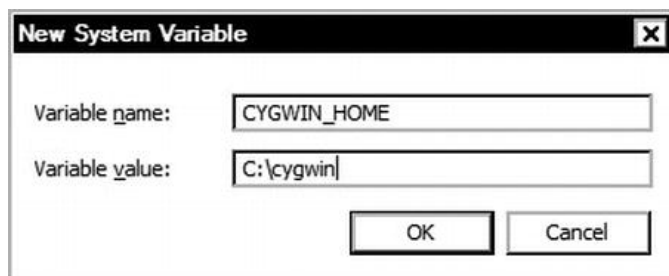 New System Variable
Variable name: CYGWIN_HOME
Variable value: C:\cygwin
OK Cancel